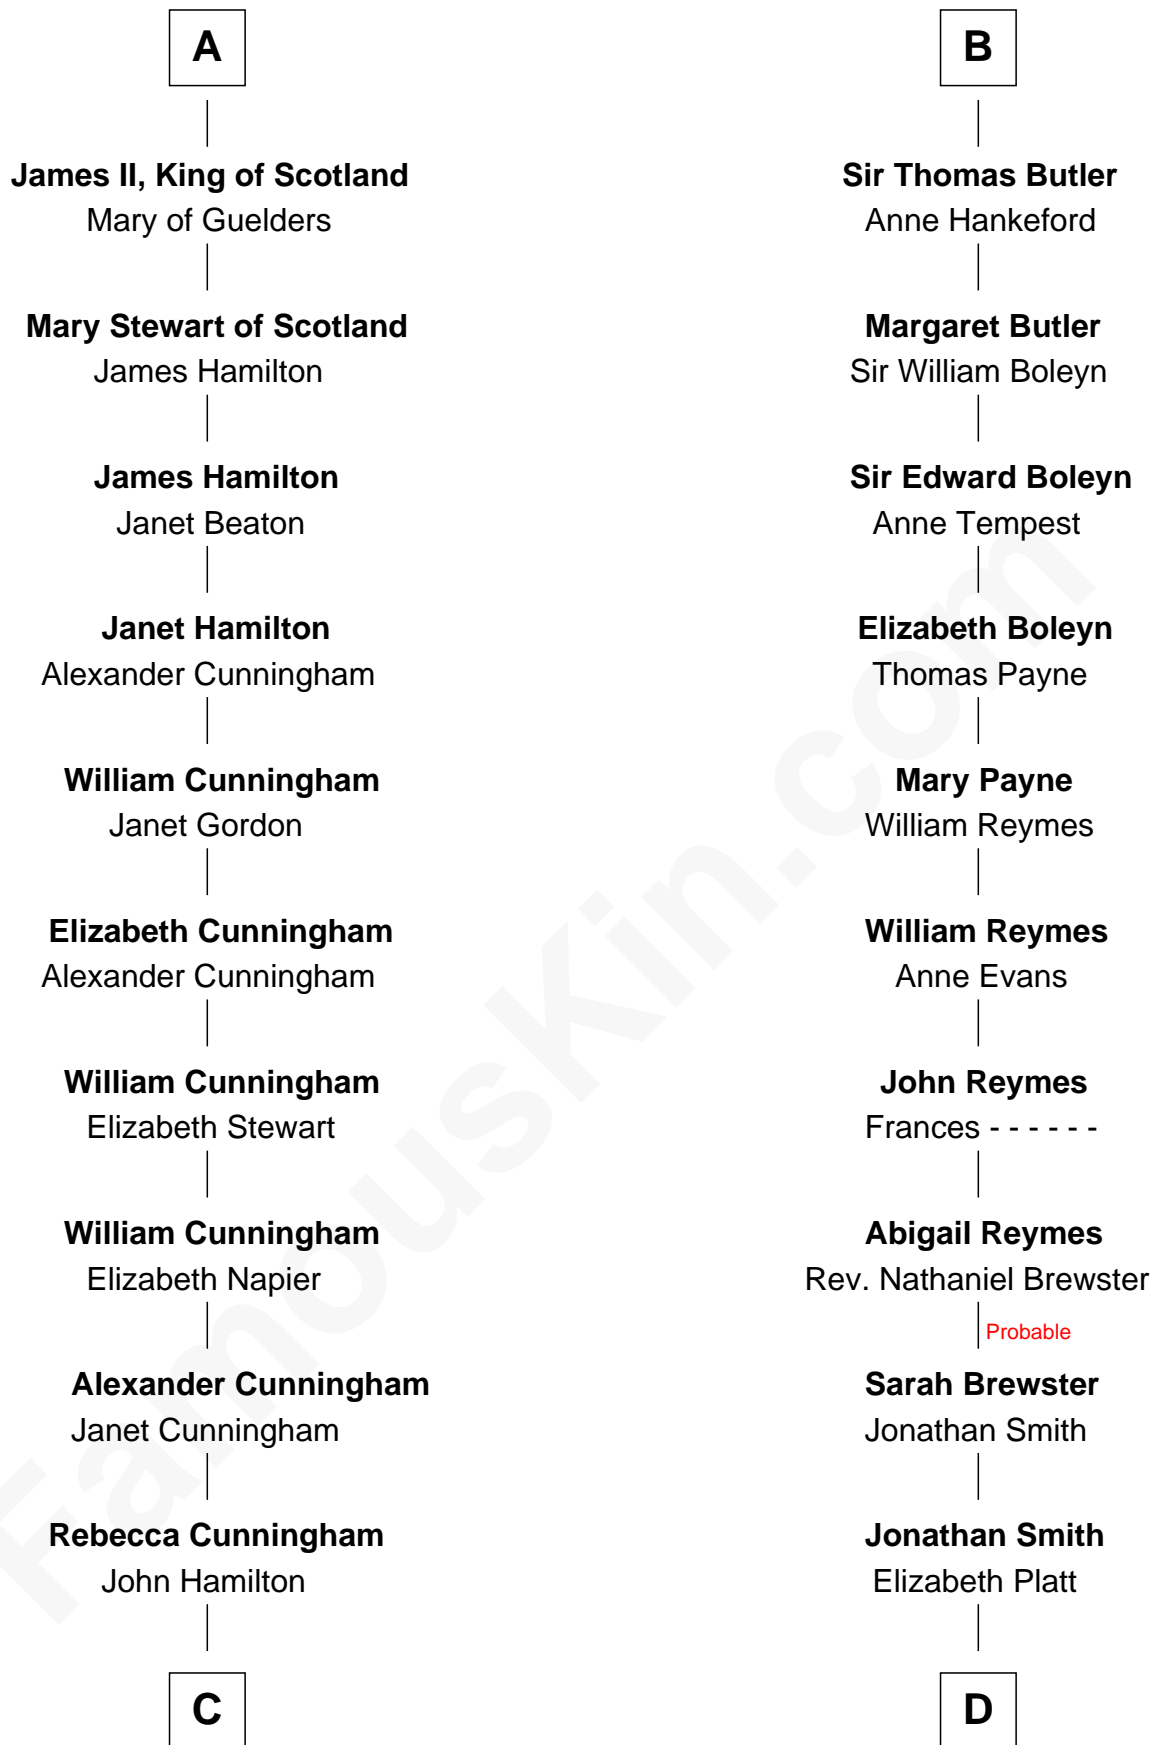 A
James II, King of Scotland
Mary of Guelders
Mary Stewart of Scotland
James Hamilton
James Hamilton
Janet Beaton
Janet Hamilton
Alexander Cunningham
William Cunningham
Janet Gordon
Elizabeth Cunningham
Alexander Cunningham
William Cunningham
Elizabeth Stewart
William Cunningham
Elizabeth Napier
Alexander Cunningham
Janet Cunningham
Rebecca Cunningham
John Hamilton
C
B
Sir Thomas Butler
Anne Hankeford
Margaret Butler
Sir William Boleyn
Sir Edward Boleyn
Anne Tempest
Elizabeth Boleyn
Thomas Payne
Mary Payne
William Reymes
William Reymes
Anne Evans
John Reymes
Frances - - - - - -
Abigail Reymes
Rev. Nathaniel Brewster
Probable
Sarah Brewster
Jonathan Smith
Jonathan Smith
Elizabeth Platt
D
FamousKin.com